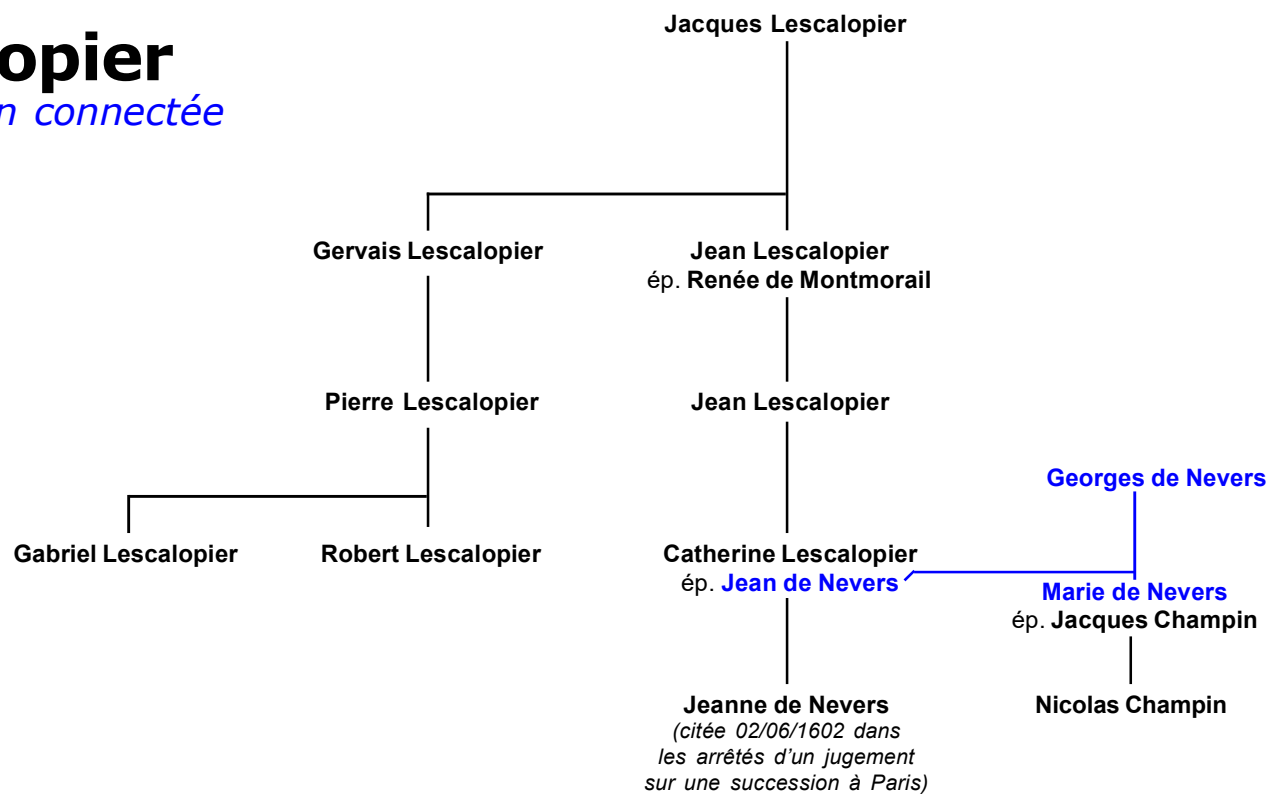 opier
n connectée
Jacques Lescalopier
Gervais Lescalopier
Jean Lescalopier
ép. Renée de Montmorail
Pierre Lescalopier
Jean Lescalopier
Georges de Nevers
Gabriel Lescalopier
Robert Lescalopier
Catherine Lescalopier
ép. Jean de Nevers
Marie de Nevers
ép. Jacques Champin
Jeanne de Nevers
(citée 02/06/1602 dans
les arrêtés d'un jugement
sur une succession à Paris)
Nicolas Champin